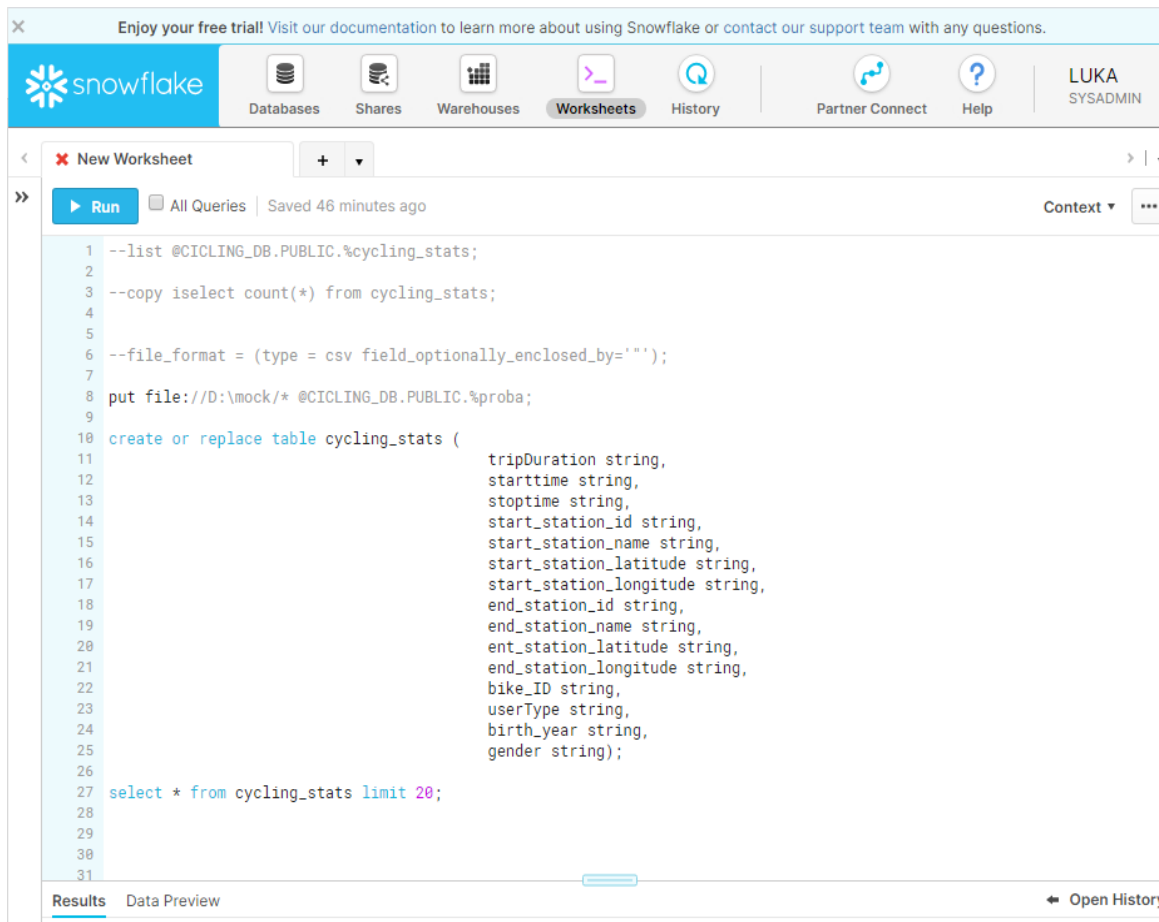 Enjoy your free trial! Visit our documentation to learn more about using Snowflake or contact our support team with any questions.
snowflake
Databases Shares Warehouses Worksheets History Partner Connect Help
LUKA
SYSADMIN
New Worksheet
Run All Queries Saved 46 minutes ago Context
1 --list @CICLING_DB.PUBLIC.%cycling_stats;
2
3 --copy iselect count(*) from cycling_stats;
4
5
6 --file_format = (type = csv field_optionally_enclosed_by='"');
7
8 put file://D:\mock/* @CICLING_DB.PUBLIC.%proba;
9
10 create or replace table cycling_stats (
11 tripDuration string,
12 starttime string,
13 stoptime string,
14 start_station_id string,
15 start_station_name string,
16 start_station_latitude string,
17 start_station_longitude string,
18 end_station_id string,
19 end_station_name string,
20 ent_station_latitude string,
21 end_station_longitude string,
22 bike_ID string,
23 userType string,
24 birth_year string,
25 gender string);
26
27 select * from cycling_stats limit 20;
28
29
30
31
Results Data Preview Open History